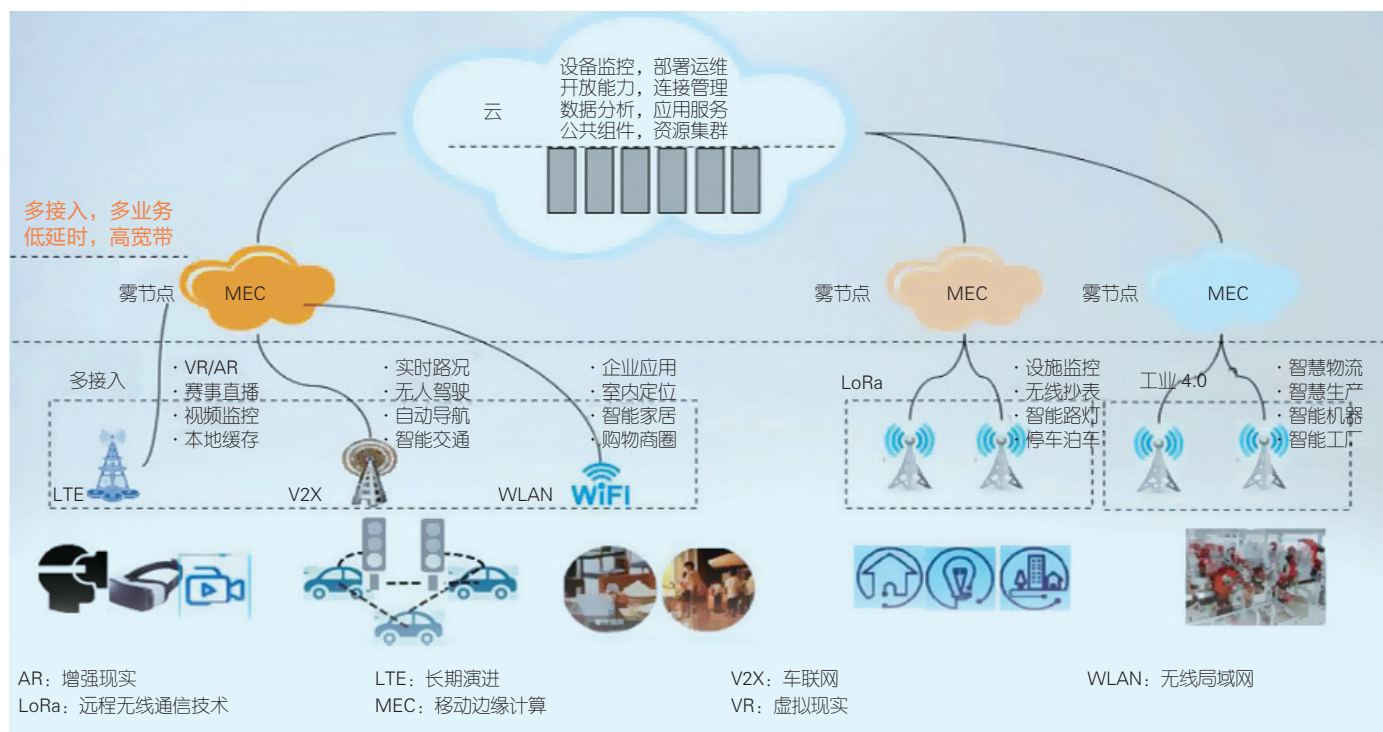 设备监控，部署运维
开放能力，连接管理
云
数据分析，应用服务
公共组件，资源集群
多接入，多业务
低延时，高宽带
雾节点
MEC
雾节点
MEC
雾节点
MEC
多接入
· VR/AR
· 赛事直播
· 视频监控
· 本地缓存
· 实时路况
· 无人驾驶
· 自动导航
· 智能交通
· 企业应用
· 室内定位
· 智能家居
· 购物商圈
LoRa
· 设施监控
· 无线抄表
· 智能路灯
· 停车泊车
工业 4.0
· 智慧物流
· 智慧生产
· 智能机器
· 智能工厂
LTE
V2X
WLAN
WiFi
AR：增强现实
LTE：长期演进
V2X：车联网
WLAN：无线局域网
LoRa：远程无线通信技术
MEC：移动边缘计算
VR：虚拟现实